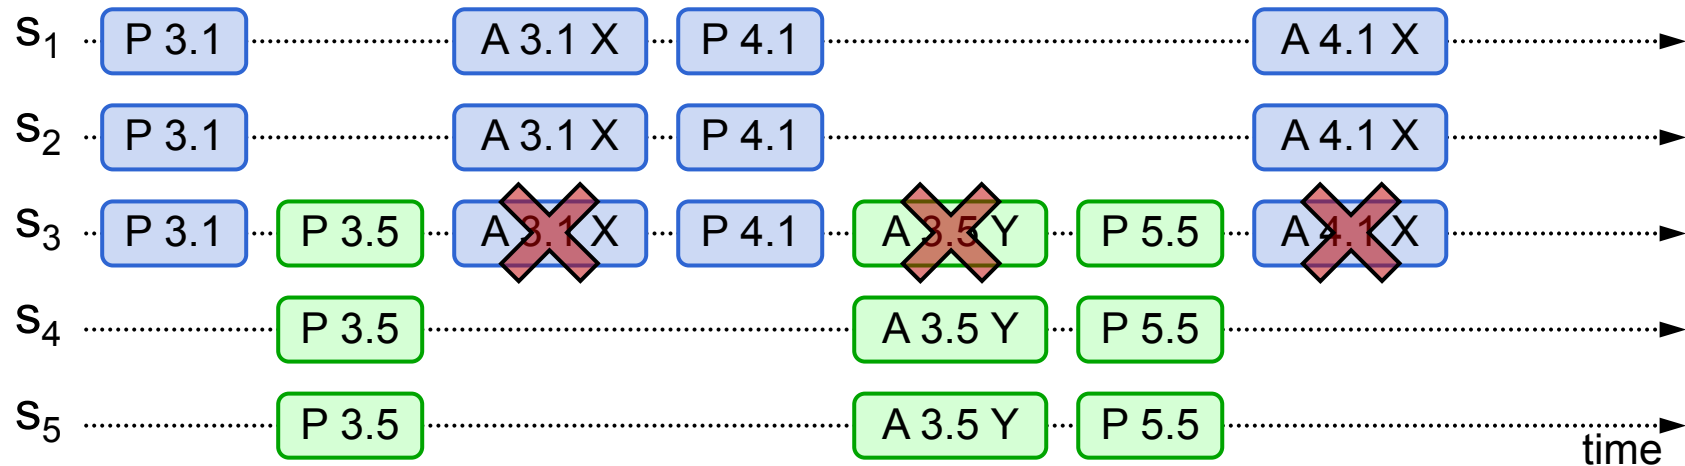 S1 P 3.1 A 3.1 X P 4.1 A 4.1 X
S2 P 3.1 A 3.1 X P 4.1 A 4.1 X
S3 P 3.1 P 3.5 A 3.1 X P 4.1 A 3.5 Y P 5.5 A 4.1 X
S4 P 3.5 A 3.5 Y P 5.5
S5 P 3.5 A 3.5 Y P 5.5
time